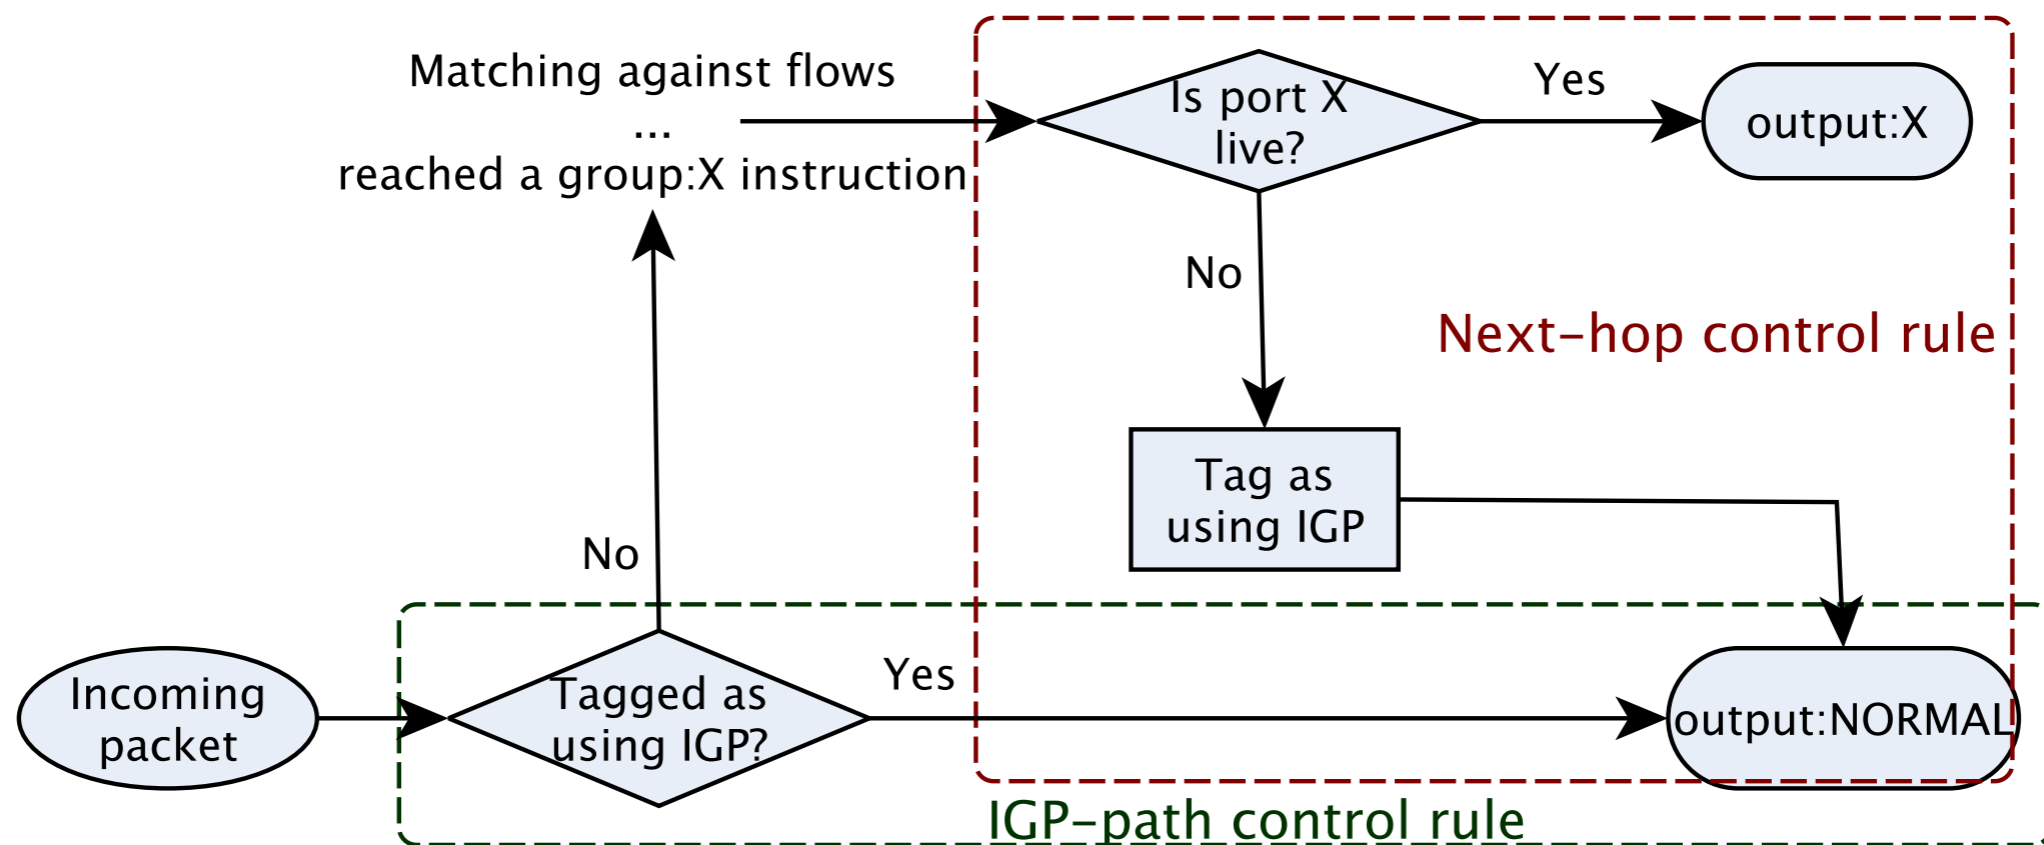 Matching against flows
...
reached a group:X instruction
Is port X
live?
Yes
output:X
No
Next-hop control rule
Tag as
using IGP
No
Incoming
packet
Tagged as
using IGP?
Yes
output:NORMAL
IGP-path control rule